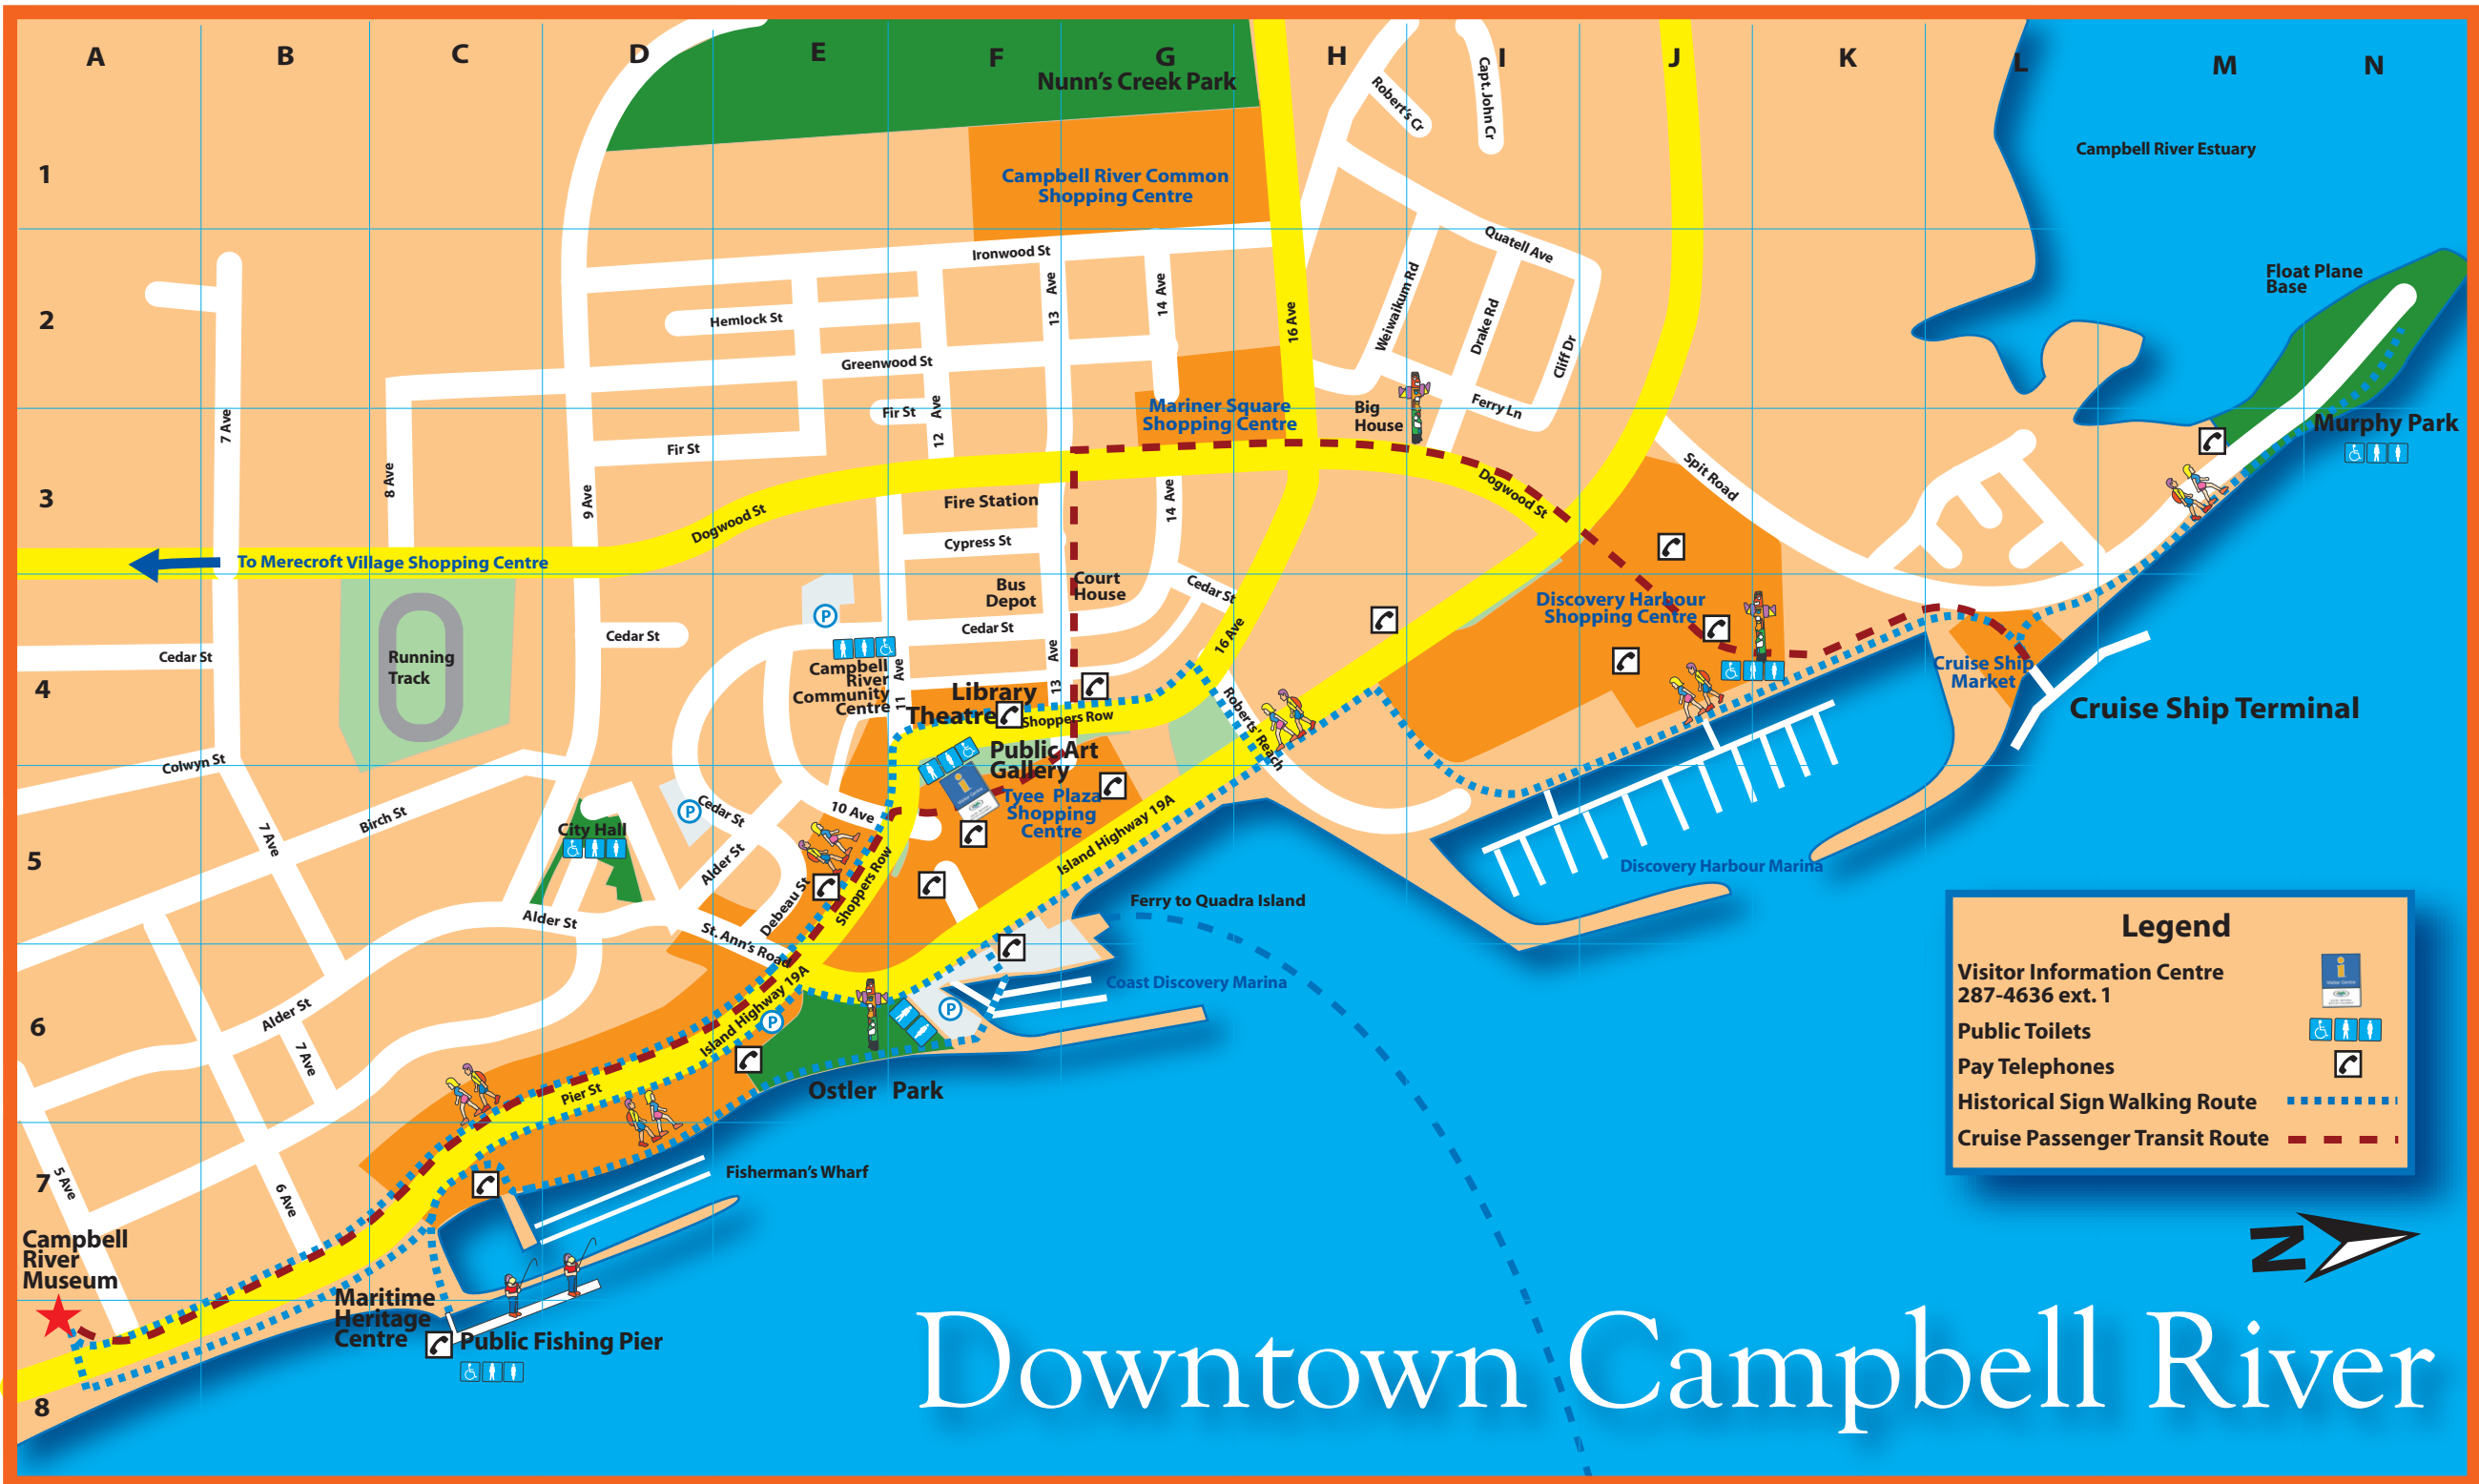 A
B
C
D
E
F
G
H
I
J
K
L
M
N
1
2
3
4
5
6
7
8
Nunn's Creek Park
Robert's Cr
Capt.John Cr
Campbell River Estuary
Campbell River Common
Shopping Centre
Ironwood St
Quatell Ave
Float Plane
Base
Hemlock St
13 Ave
14 Ave
16 Ave
Weiwaikum Rd
Drake Rd
Cliff Dr
Greenwood St
Fir St
12 Ave
Mariner Square
Shopping Centre
Big
House
Ferry Ln
Murphy Park
7 Ave
8 Ave
9 Ave
Fir St
Dogwood St
Fire Station
14 Ave
Dogwood St
Spit Road
To Merecroft Village Shopping Centre
Cypress St
Bus
Depot
Court
House
Cedar St
P
Cedar St
Discovery Harbour
Shopping Centre
Cedar St
Running
Track
Cedar St
Campbell
River
Community
Centre
11 Ave
13 Ave
16 Ave
Library
Theatre
Shoppers Row
Roberts' Reach
Cruise Ship
Market
Cruise Ship Terminal
Colwyn St
Public Art
Gallery
i
Visitor Centre
Tyee Plaza
Shopping
Centre
Birch St
7 Ave
City Hall
P
Cedar St
10 Ave
Alder St
Debeau St
Shoppers Row
Island Highway 19A
Discovery Harbour Marina
Ferry to Quadra Island
Alder St
St. Ann's Road
Coast Discovery Marina
Alder St
7 Ave
Island Highway 19A
P
P
Pier St
Ostler Park
5 Ave
6 Ave
Fisherman's Wharf
Campbell
River
Museum
Maritime
Heritage
Centre
Public Fishing Pier
Legend
Visitor Information Centre
287-4636 ext. 1
i
Visitor Centre
Public Toilets
Pay Telephones
Historical Sign Walking Route
Cruise Passenger Transit Route
N
Downtown Campbell River